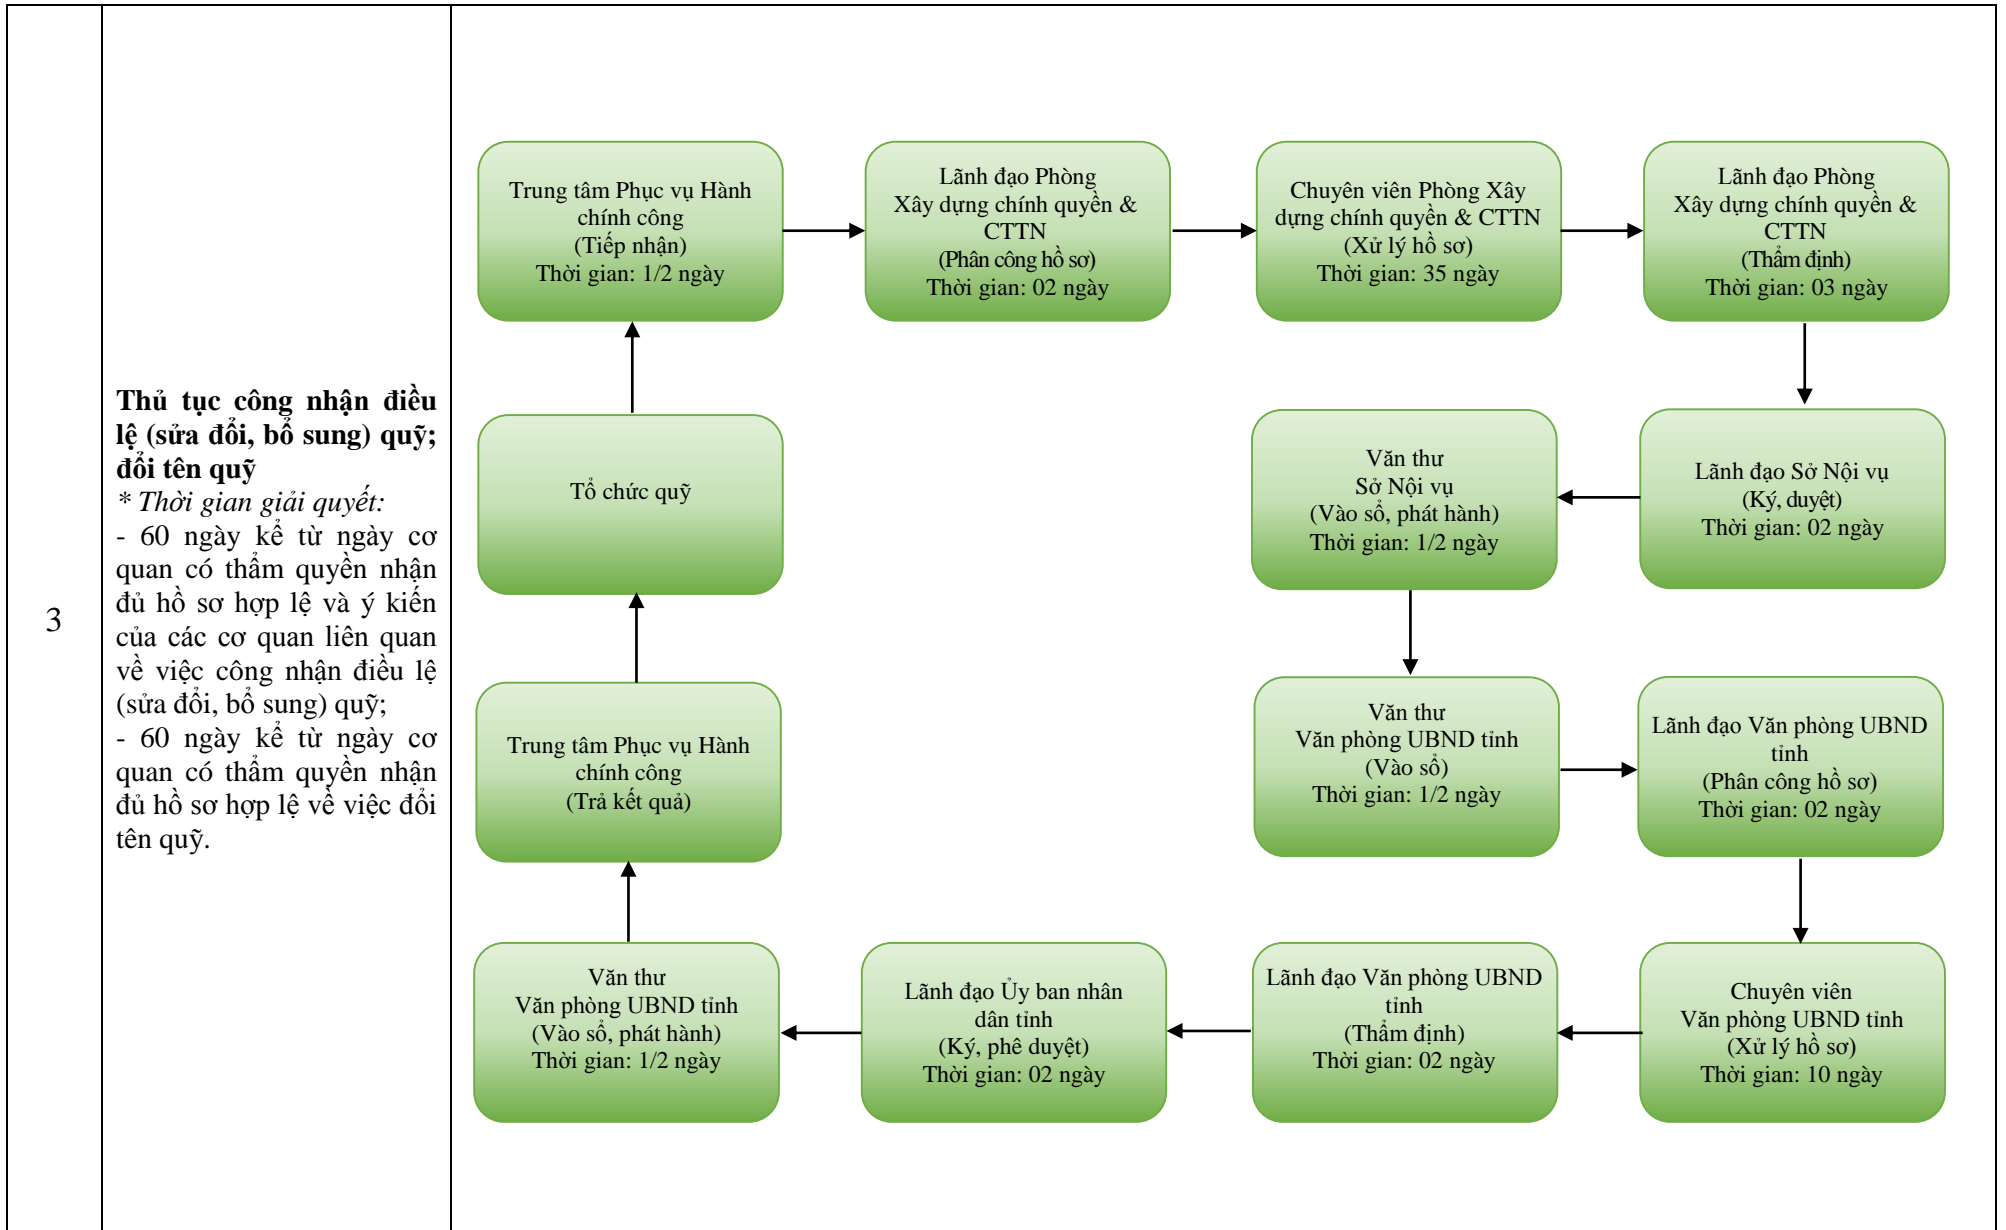 3
Thủ tục công nhận điều
lệ (sửa đổi, bổ sung) quỹ;
đổi tên quỹ
* Thời gian giải quyết:
- 60 ngày kể từ ngày cơ
quan có thẩm quyền nhận
đủ hồ sơ hợp lệ và ý kiến
của các cơ quan liên quan
về việc công nhận điều lệ
(sửa đổi, bổ sung) quỹ;
- 60 ngày kể từ ngày cơ
quan có thẩm quyền nhận
đủ hồ sơ hợp lệ về việc đổi
tên quỹ.
Trung tâm Phục vụ Hành
chính công
(Tiếp nhận)
Thời gian: 1/2 ngày
Lãnh đạo Phòng
Xây dựng chính quyền &
CTTN
(Phân công hồ sơ)
Thời gian: 02 ngày
Chuyên viên Phòng Xây
dựng chính quyền & CTTN
(Xử lý hồ sơ)
Thời gian: 35 ngày
Lãnh đạo Phòng
Xây dựng chính quyền &
CTTN
(Thẩm định)
Thời gian: 03 ngày
Tổ chức quỹ
Văn thư
Sở Nội vụ
(Vào sổ, phát hành)
Thời gian: 1/2 ngày
Lãnh đạo Sở Nội vụ
(Ký, duyệt)
Thời gian: 02 ngày
Trung tâm Phục vụ Hành
chính công
(Trả kết quả)
Văn thư
Văn phòng UBND tỉnh
(Vào sổ)
Thời gian: 1/2 ngày
Lãnh đạo Văn phòng UBND
tỉnh
(Phân công hồ sơ)
Thời gian: 02 ngày
Văn thư
Văn phòng UBND tỉnh
(Vào sổ, phát hành)
Thời gian: 1/2 ngày
Lãnh đạo Ủy ban nhân
dân tỉnh
(Ký, phê duyệt)
Thời gian: 02 ngày
Lãnh đạo Văn phòng UBND
tỉnh
(Thẩm định)
Thời gian: 02 ngày
Chuyên viên
Văn phòng UBND tỉnh
(Xử lý hồ sơ)
Thời gian: 10 ngày